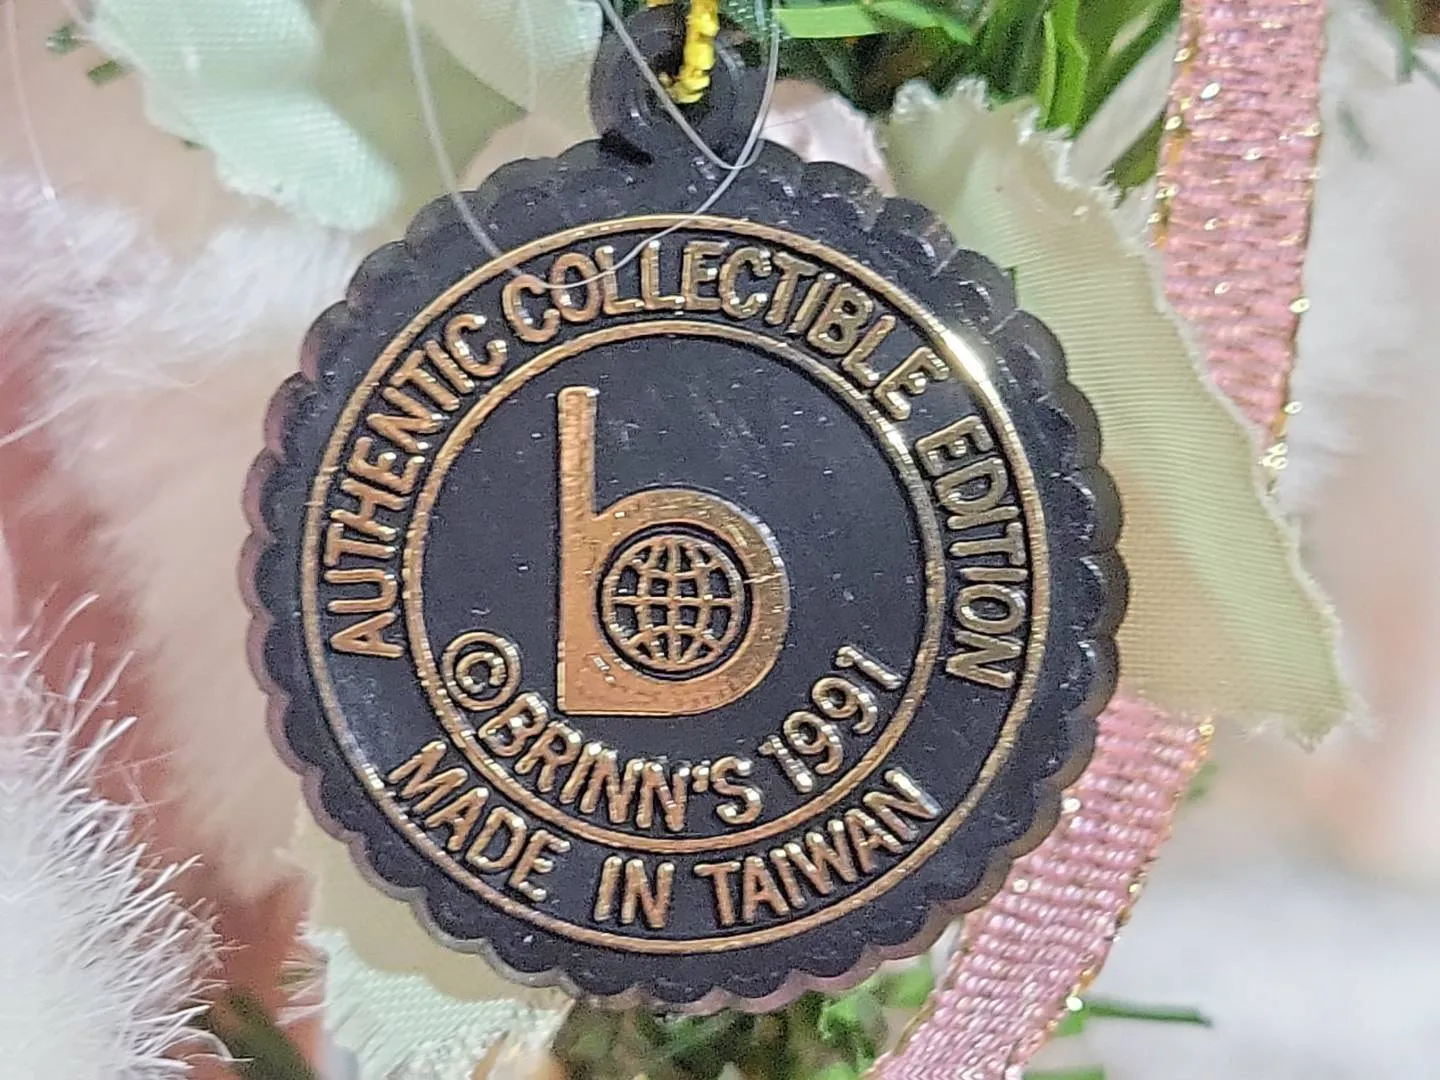 AUTHENTIC COLLECTIBLE EDITION
b
©BRINN'S 1991
MADE IN TAIWAN